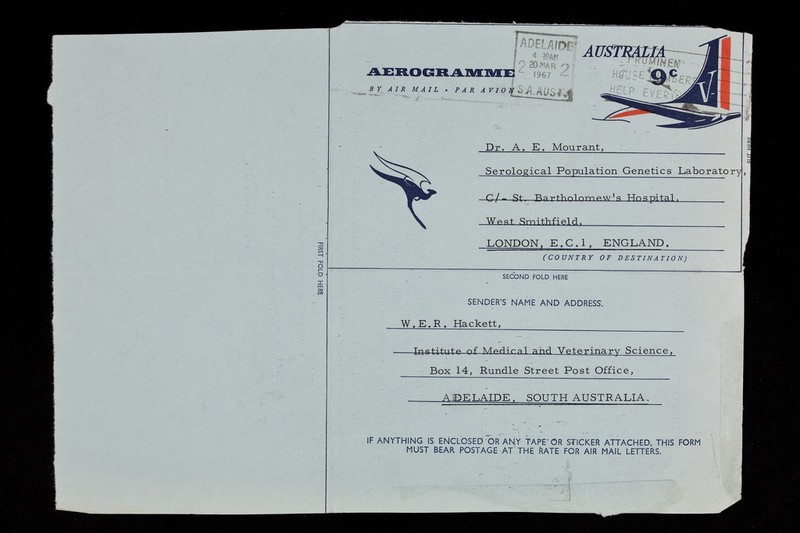 AEROGRAMME
BY AIR MAIL • PAR AVION
ADELAIDE
4 30AM
2 20 MAR 2
1967
S.A. AUST.
AUSTRALIA
9c
V
HELP
Dr. A. E. Mourant,
Serological Population Genetics Laboratory,
C/- St. Bartholomew's Hospital,
West Smithfield,
LONDON, E.C.1, ENGLAND.
(COUNTRY OF DESTINATION)
FIRST FOLD HERE
SECOND FOLD HERE
SENDER'S NAME AND ADDRESS.
W.E.R. Hackett,
Institute of Medical and Veterinary Science,
Box 14, Rundle Street Post Office,
ADELAIDE, SOUTH AUSTRALIA.
IF ANYTHING IS ENCLOSED OR ANY TAPE OR STICKER ATTACHED, THIS FORM
MUST BEAR POSTAGE AT THE RATE FOR AIR MAIL LETTERS.